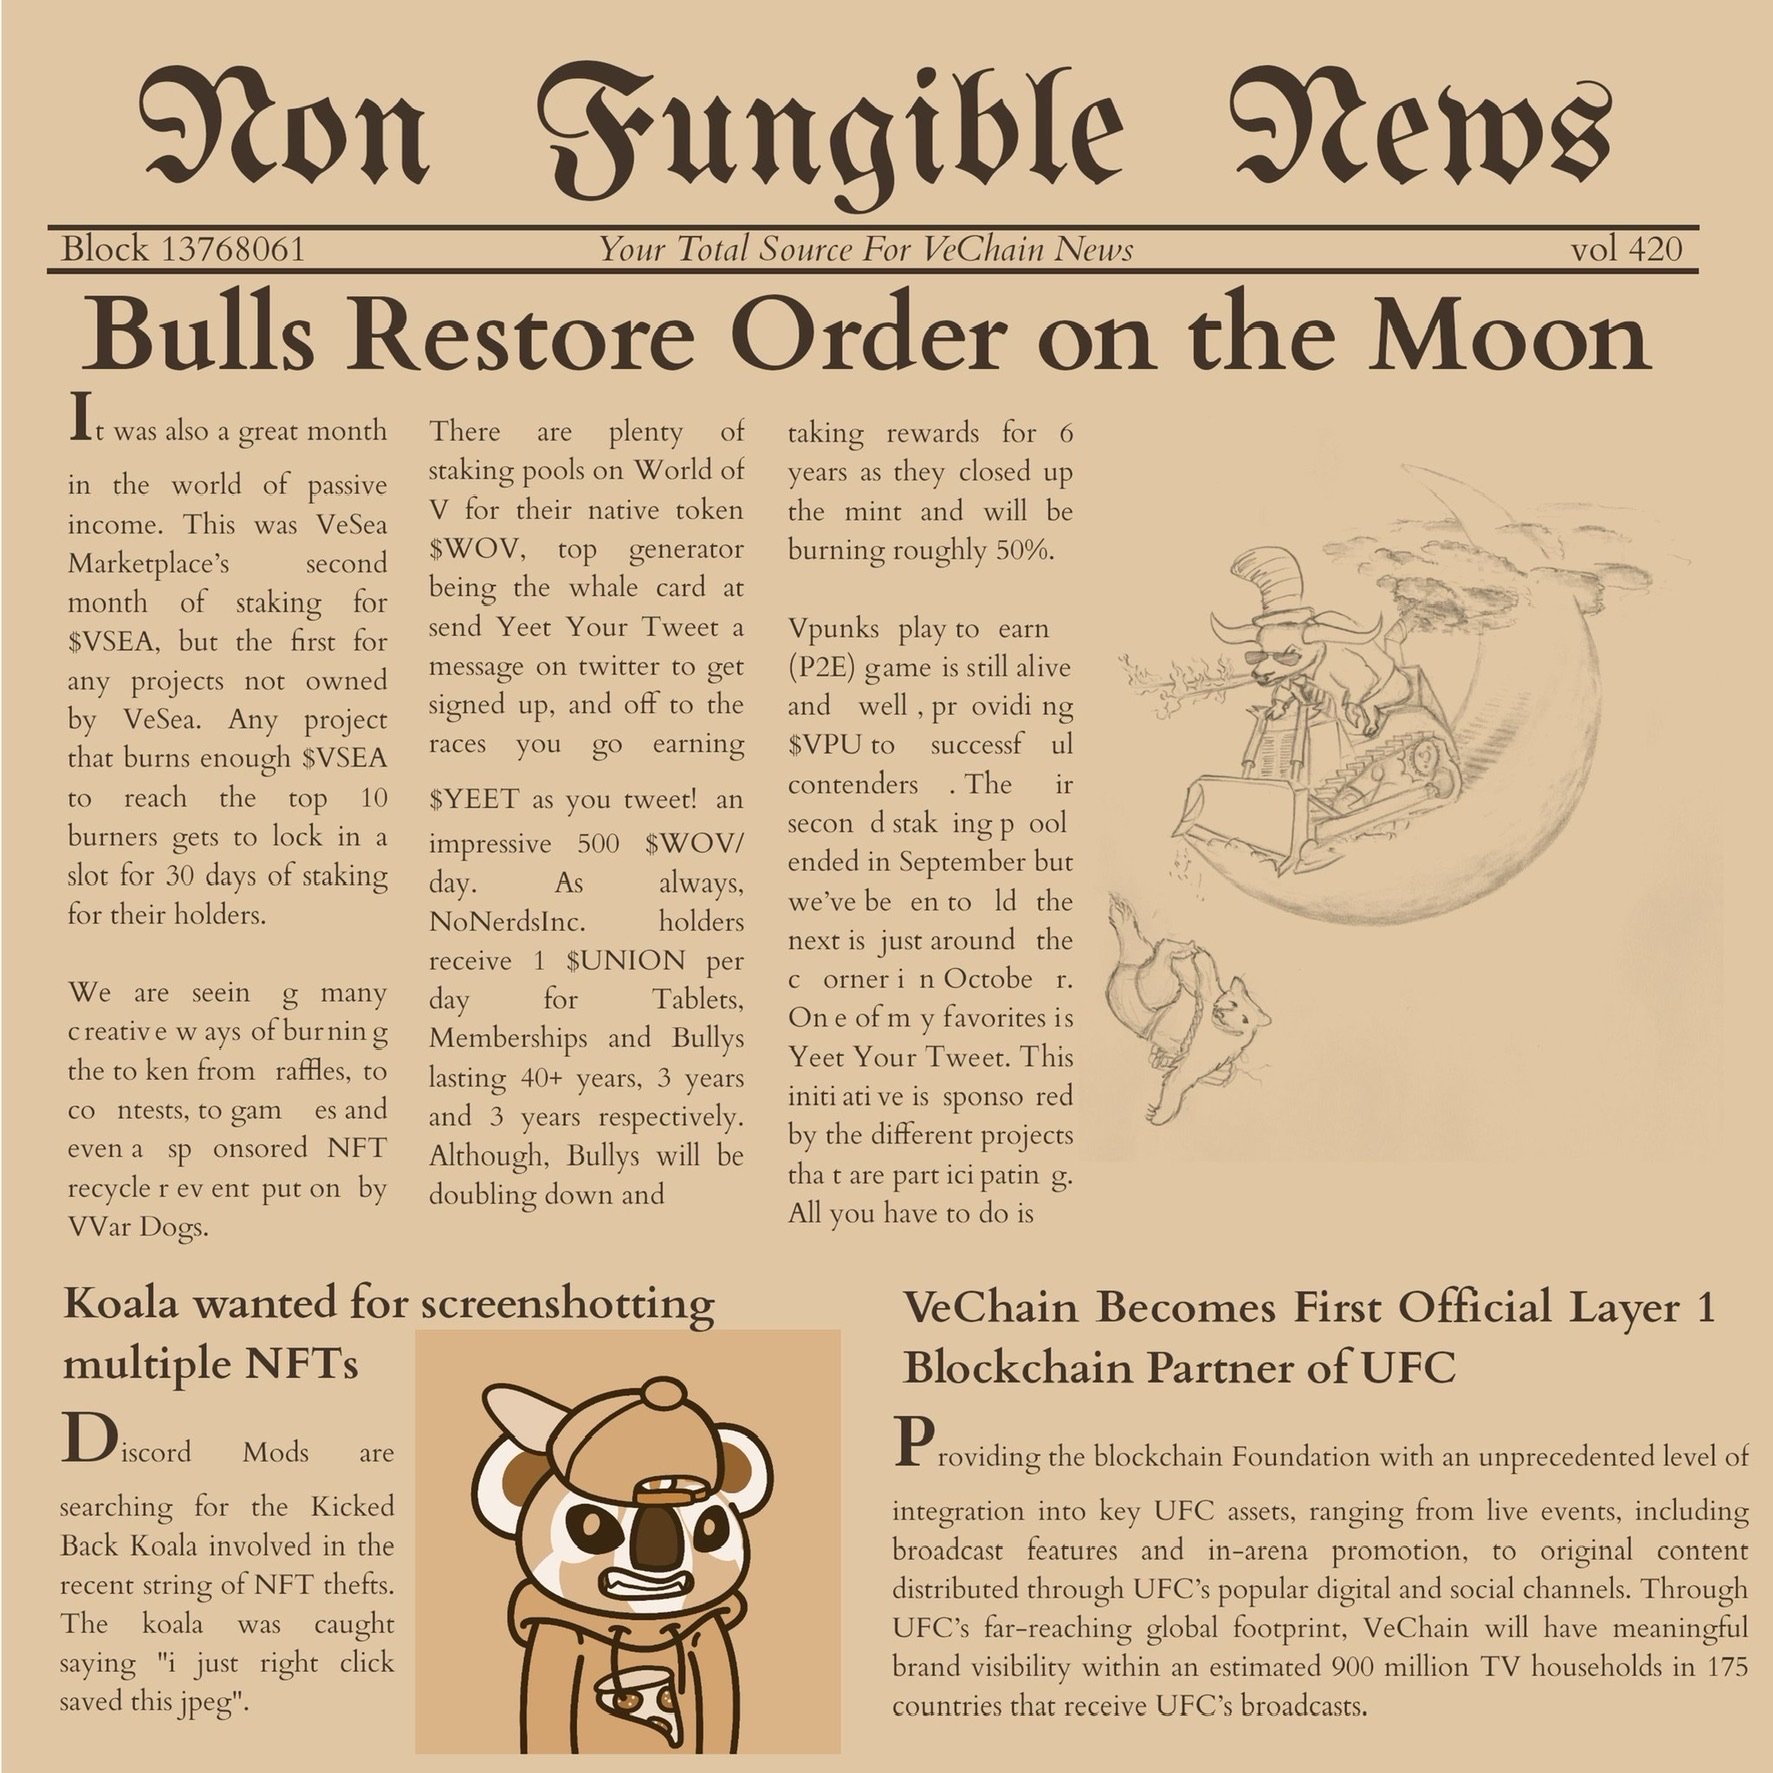 Non Fungible News
Block 13768061
Your Total Source For VeChain News
vol 420
Bulls Restore Order on the Moon
It was also a great month
in the world of passive
income. This was VeSea
Marketplace's second
month of staking for
$VSEA, but the first for
any projects not owned
by VeSea. Any project
that burns enough $VSEA
to reach the top 10
burners gets to lock in a
slot for 30 days of staking
for their holders.
We are seein g many
creative w ays of burning
the to ken from raffles, to
co ntests, to gam es and
even a sp onsored NFT
recycle r ev ent put on by
VVar Dogs.
There are plenty of
staking pools on World of
V for their native token
$WOV, top generator
being the whale card at
send Yeet Your Tweet a
message on twitter to get
signed up, and off to the
races you go earning
$YEET as you tweet! an
impressive 500 $WOV/
day. As always,
NoNerdsInc. holders
receive 1 $UNION per
day for Tablets,
Memberships and Bullys
lasting 40+ years, 3 years
and 3 years respectively.
Although, Bullys will be
doubling down and
taking rewards for 6
years as they closed up
the mint and will be
burning roughly 50%.
Vpunks play to earn
(P2E) game is still alive
and well , pr ovidi ng
$VPU to successf ul
contenders . The ir
secon d stak ing p ool
ended in September but
we've be en to ld the
next is just around the
c orner i n Octobe r.
On e of m y favorites is
Yeet Your Tweet. This
initi ati ve is sponso red
by the different projects
tha t are part ici patin g.
All you have to do is
Koala wanted for screenshotting
multiple NFTs
Discord Mods are
searching for the Kicked
Back Koala involved in the
recent string of NFT thefts.
The koala was caught
saying "i just right click
saved this jpeg".
VeChain Becomes First Official Layer 1
Blockchain Partner of UFC
Providing the blockchain Foundation with an unprecedented level of
integration into key UFC assets, ranging from live events, including
broadcast features and in-arena promotion, to original content
distributed through UFC's popular digital and social channels. Through
UFC's far-reaching global footprint, VeChain will have meaningful
brand visibility within an estimated 900 million TV households in 175
countries that receive UFC's broadcasts.